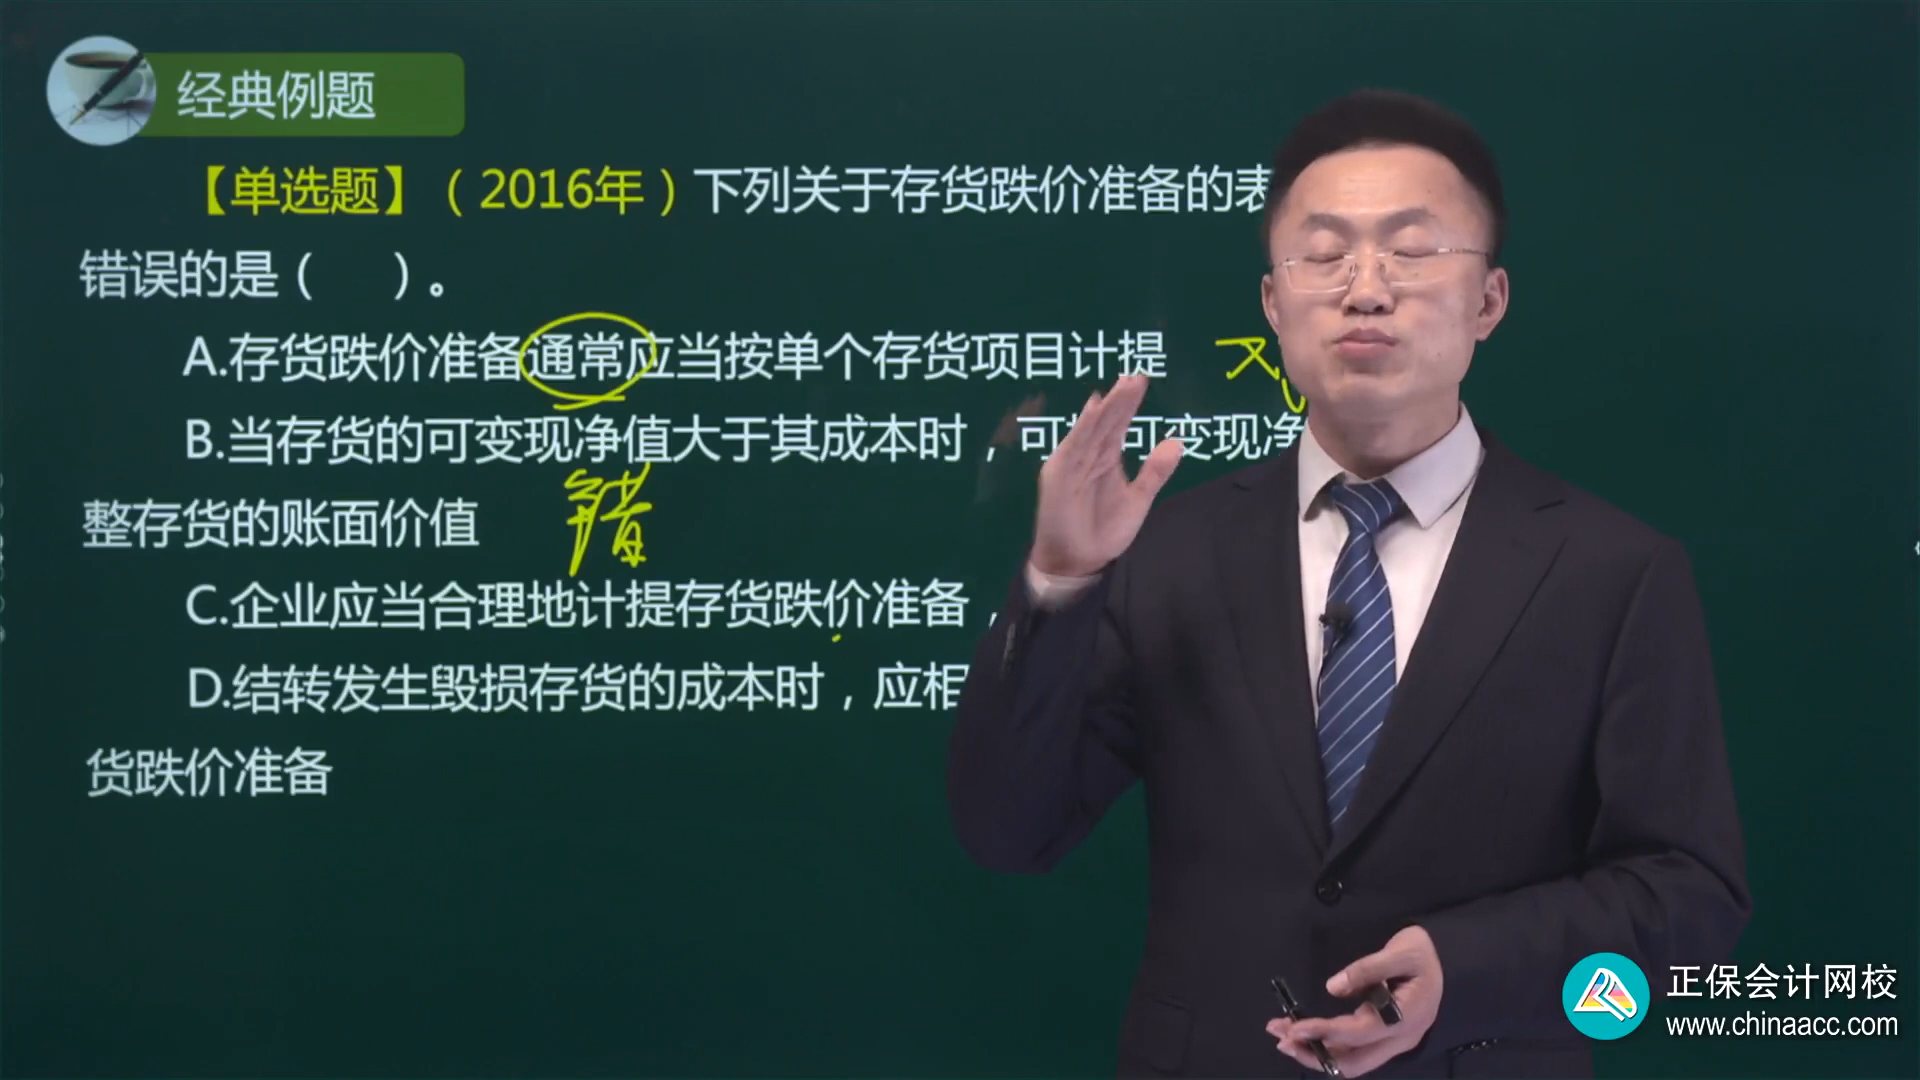 经典例题
【单选题】（2016年）下列关于存货跌价准备的表
错误的是（ ）。
A.存货跌价准备通常应当按单个存货项目计提
B.当存货的可变现净值大于其成本时，可 可变现净
错
整存货的账面价值
C.企业应当合理地计提存货跌价准备，
D.结转发生毁损存货的成本时，应相
货跌价准备
正保会计网校
www.chinaacc.com